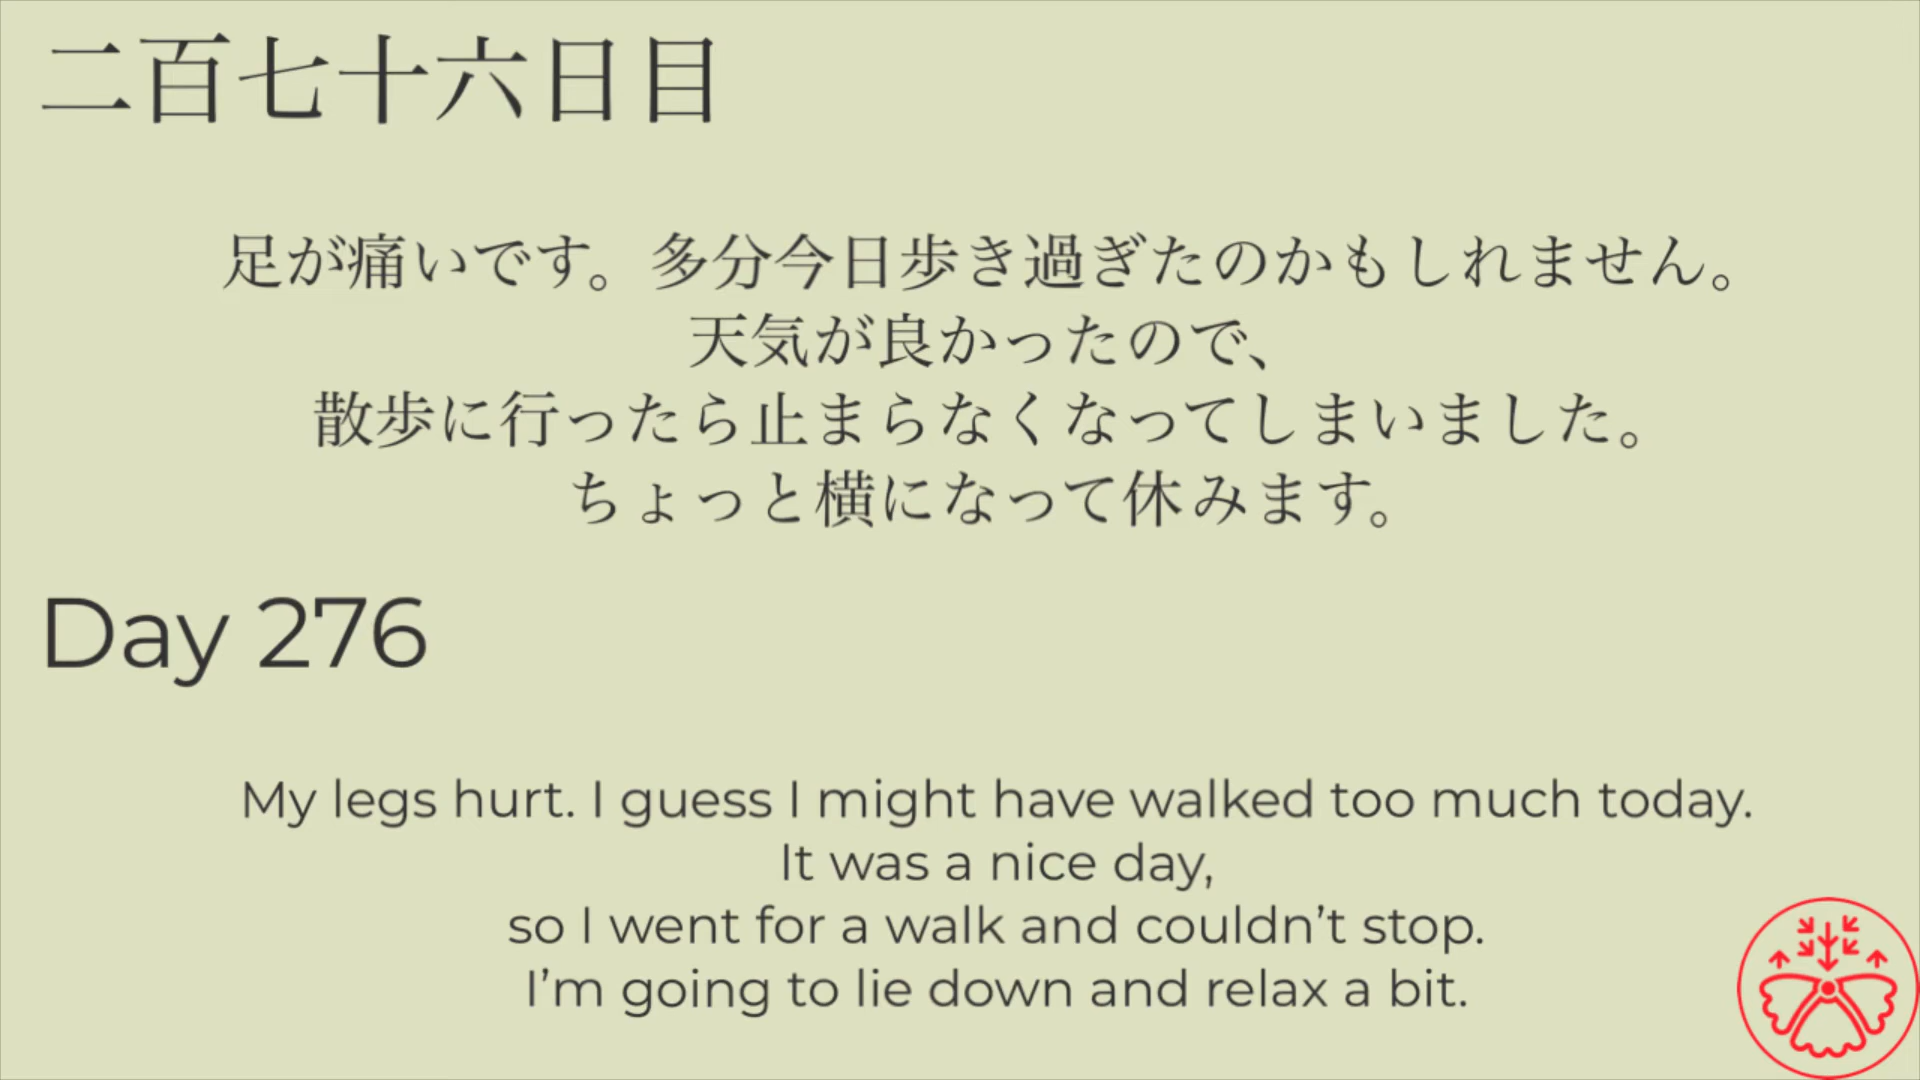 二百七十六日目
足が痛いです。多分今日歩き過ぎたのかもしれません。
天気が良かったので、
散歩に行ったら止まらなくなってしまいました。
ちょっと横になって休みます。
Day 276
My legs hurt. I guess I might have walked too much today.
It was a nice day,
so I went for a walk and couldn’t stop.
I’m going to lie down and relax a bit.